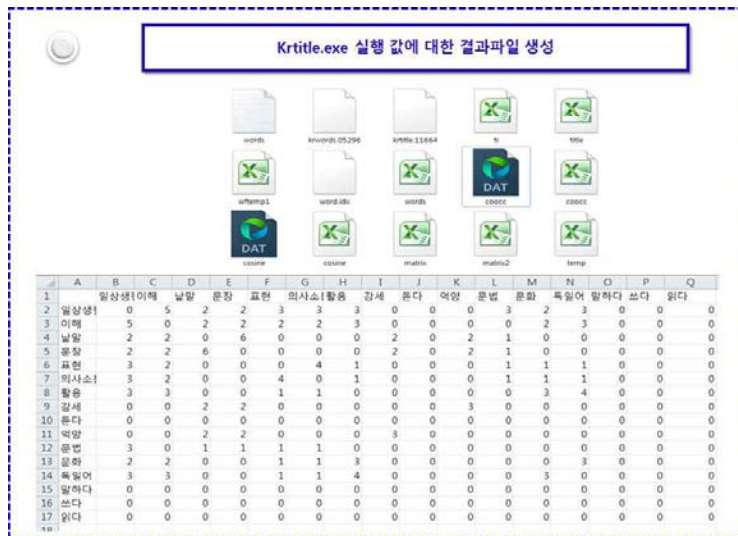 Krtitle.exe 실행 값에 대한 결과파일 생성
words krwords.05296 krtitle.11664 ti title
wftemp1 word.idx words DAT coocc coocc
DAT cosine cosine matrix matrix2 temp
A B C D E F G H I J K L M N O P Q
1 일상생 이해 낱말 문장 표현 의사소 활용 강세 듣다 억양 문법 문화 독일어 말하다 쓰다 읽다
2 일상생 0 5 2 2 3 3 3 0 0 0 3 2 3 0 0 0
3 이해 5 0 2 2 2 2 3 0 0 0 0 2 3 0 0 0
4 낱말 2 2 0 6 0 0 0 2 0 2 1 0 0 0 0 0
5 문장 2 2 6 0 0 0 0 2 0 2 1 0 0 0 0 0
6 표현 3 2 0 0 0 4 1 0 0 0 1 1 1 0 0 0
7 의사소 3 2 0 0 4 0 1 0 0 0 1 1 1 0 0 0
8 활용 3 3 0 0 1 1 0 0 0 0 0 3 4 0 0 0
9 강세 0 0 2 2 0 0 0 0 0 3 0 0 0 0 0 0
10 듣다 0 0 0 0 0 0 0 0 0 0 0 0 0 0 0 0
11 억양 0 0 2 2 0 0 0 3 0 0 0 0 0 0 0 0
12 문법 3 0 1 1 1 1 0 0 0 0 0 0 0 0 0 0
13 문화 2 2 0 0 1 1 3 0 0 0 0 0 3 0 0 0
14 독일어 3 3 0 0 1 1 4 0 0 0 0 3 0 0 0 0
15 말하다 0 0 0 0 0 0 0 0 0 0 0 0 0 0 0 0
16 쓰다 0 0 0 0 0 0 0 0 0 0 0 0 0 0 0 0
17 읽다 0 0 0 0 0 0 0 0 0 0 0 0 0 0 0 0